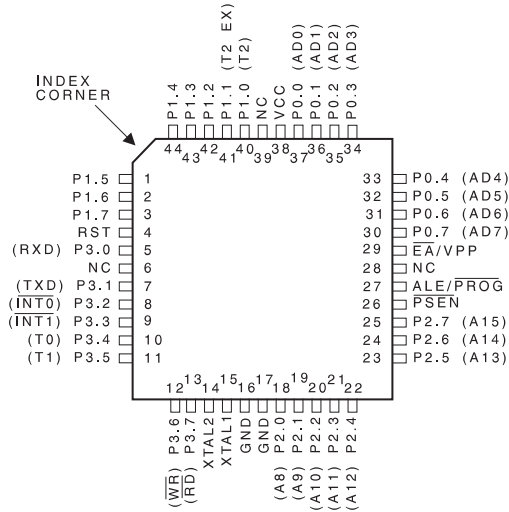 INDEX
CORNER
P1.4
P1.3
P1.2
P1.1 (T2 EX)
P1.0 (T2)
NC
VCC
P0.0 (AD0)
P0.1 (AD1)
P0.2 (AD2)
P0.3 (AD3)
44
43
42
41
40
39
38
37
36
35
34
P1.5 1
P1.6 2
P1.7 3
RST 4
(RXD) P3.0 5
NC 6
(TXD) P3.1 7
(INT0) P3.2 8
(INT1) P3.3 9
(T0) P3.4 10
(T1) P3.5 11
33 P0.4 (AD4)
32 P0.5 (AD5)
31 P0.6 (AD6)
30 P0.7 (AD7)
29 EA/VPP
28 NC
27 ALE/PROG
26 PSEN
25 P2.7 (A15)
24 P2.6 (A14)
23 P2.5 (A13)
12
13
14
15
16
17
18
19
20
21
22
(WR) P3.6
(RD) P3.7
XTAL2
XTAL1
GND
GND
(A8) P2.0
(A9) P2.1
(A10) P2.2
(A11) P2.3
(A12) P2.4